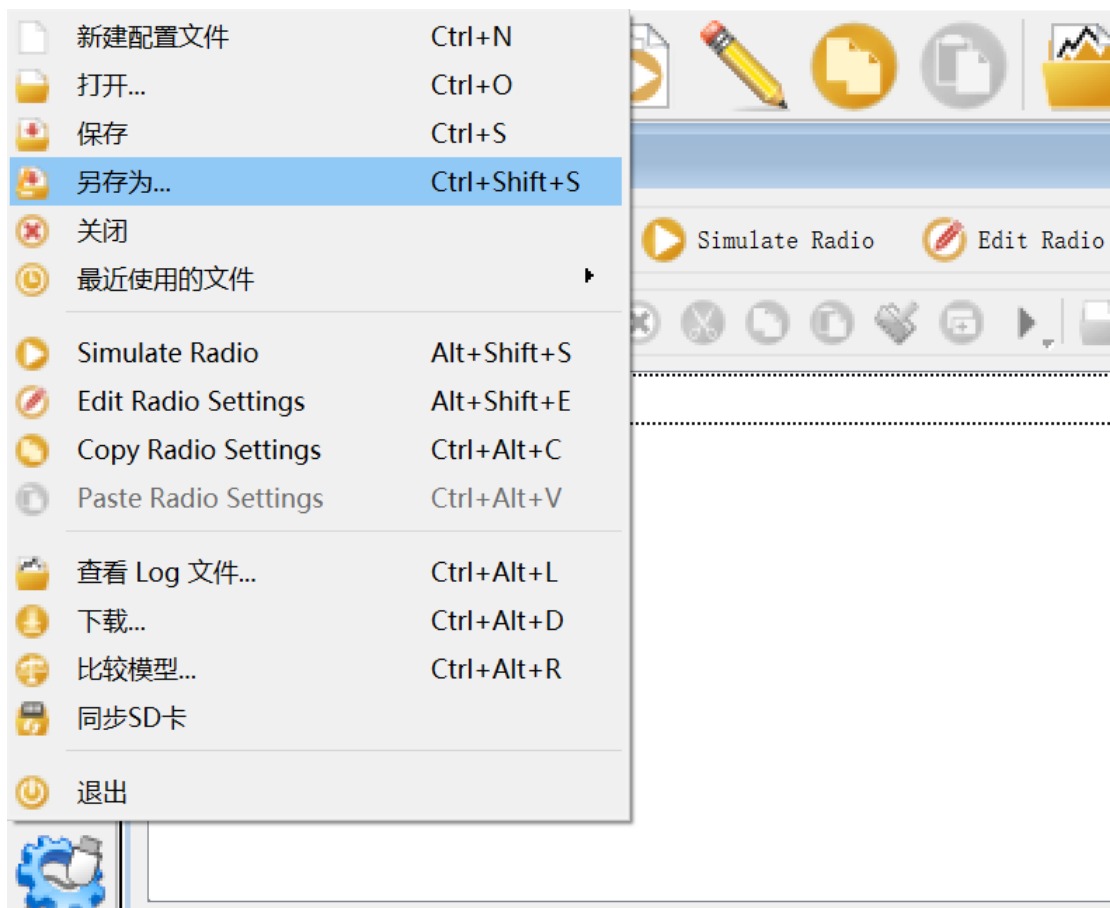 新建配置文件 Ctrl+N
打开... Ctrl+O
保存 Ctrl+S
另存为... Ctrl+Shift+S
关闭
最近使用的文件
Simulate Radio Alt+Shift+S
Edit Radio Settings Alt+Shift+E
Copy Radio Settings Ctrl+Alt+C
Paste Radio Settings Ctrl+Alt+V
查看 Log 文件... Ctrl+Alt+L
下载... Ctrl+Alt+D
比较模型... Ctrl+Alt+R
同步SD卡
退出
Simulate Radio Edit Radio